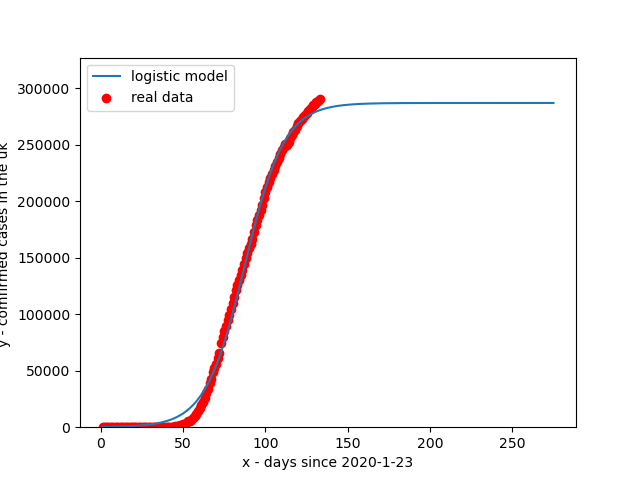 logistic model
real data
300000
250000
200000
150000
100000
50000
0
y - comfirmed cases in the uk
0 50 100 150 200 250
x - days since 2020-1-23